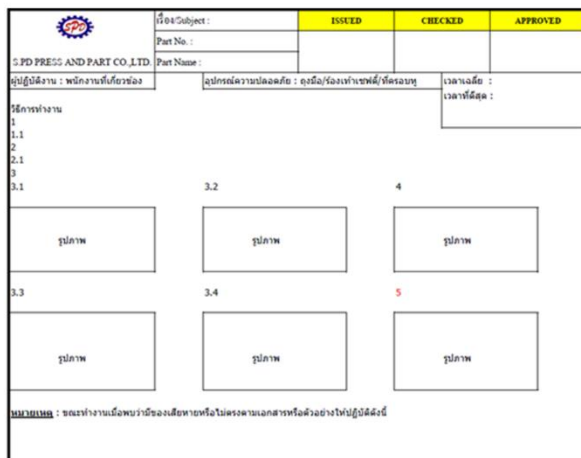 SPD
S.PD PRESS AND PART CO.,LTD.
เรื่อง/Subject :
Part No. :
Part Name :
ISSUED
CHECKED
APPROVED
ผู้ปฏิบัติงาน : พนักงานที่เกี่ยวข้อง
อุปกรณ์ความปลอดภัย : ถุงมือ/ร่องเท้าเซฟตี้/ที่ครอบหู
เวลาเฉลี่ย :
เวลาที่ดีสุด :
วิธีการทำงาน
1
1.1
2
2.1
3
3.1
3.2
4
รูปภาพ
รูปภาพ
รูปภาพ
3.3
3.4
5
รูปภาพ
รูปภาพ
รูปภาพ
หมายเหตุ : ขณะทำงานเมื่อพบว่ามีของเสียหายหรือไม่ตรงตามเอกสารหรือตัวอย่างให้ปฏิบัติดังนี้